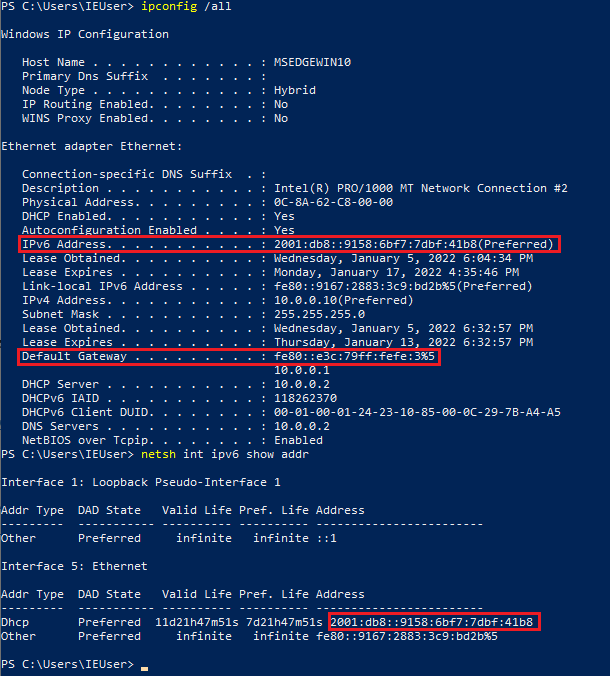 PS C:\Users\IEUser> ipconfig /all
Windows IP Configuration
Host Name . . . . . . . . . . . . : MSEDGEWIN10
Primary Dns Suffix  . . . . . . . :
Node Type . . . . . . . . . . . . : Hybrid
IP Routing Enabled. . . . . . . . : No
WINS Proxy Enabled. . . . . . . . : No
Ethernet adapter Ethernet:
Connection-specific DNS Suffix  . :
Description . . . . . . . . . . . : Intel(R) PRO/1000 MT Network Connection #2
Physical Address. . . . . . . . . : 0C-8A-62-C8-00-00
DHCP Enabled. . . . . . . . . . . : Yes
Autoconfiguration Enabled . . . . : Yes
IPv6 Address. . . . . . . . . . . : 2001:db8::9158:6bf7:7dbf:41b8(Preferred)
Lease Obtained. . . . . . . . . . : Wednesday, January 5, 2022 6:04:34 PM
Lease Expires . . . . . . . . . . : Monday, January 17, 2022 4:35:46 PM
Link-local IPv6 Address . . . . . : fe80::9167:2883:3c9:bd2b%5(Preferred)
IPv4 Address. . . . . . . . . . . : 10.0.0.10(Preferred)
Subnet Mask . . . . . . . . . . . : 255.255.255.0
Lease Obtained. . . . . . . . . . : Wednesday, January 5, 2022 6:32:57 PM
Lease Expires . . . . . . . . . . : Thursday, January 13, 2022 6:32:57 PM
Default Gateway . . . . . . . . . : fe80::e3c:79ff:fefe:3%5
10.0.0.1
DHCP Server . . . . . . . . . . . : 10.0.0.2
DHCPv6 IAID . . . . . . . . . . . : 118262370
DHCPv6 Client DUID. . . . . . . . : 00-01-00-01-24-23-10-85-00-0C-29-7B-A4-A5
DNS Servers . . . . . . . . . . . : 10.0.0.2
NetBIOS over Tcpip. . . . . . . . : Enabled
PS C:\Users\IEUser> netsh int ipv6 show addr
Interface 1: Loopback Pseudo-Interface 1
Addr Type  DAD State   Valid Life Pref. Life Address
---------  ----------- ---------- ---------- ------------------------
Other      Preferred     infinite   infinite ::1
Interface 5: Ethernet
Addr Type  DAD State   Valid Life Pref. Life Address
---------  ----------- ---------- ---------- ------------------------
Dhcp       Preferred  11d21h47m51s 7d21h47m51s 2001:db8::9158:6bf7:7dbf:41b8
Other      Preferred     infinite   infinite fe80::9167:2883:3c9:bd2b%5
PS C:\Users\IEUser>